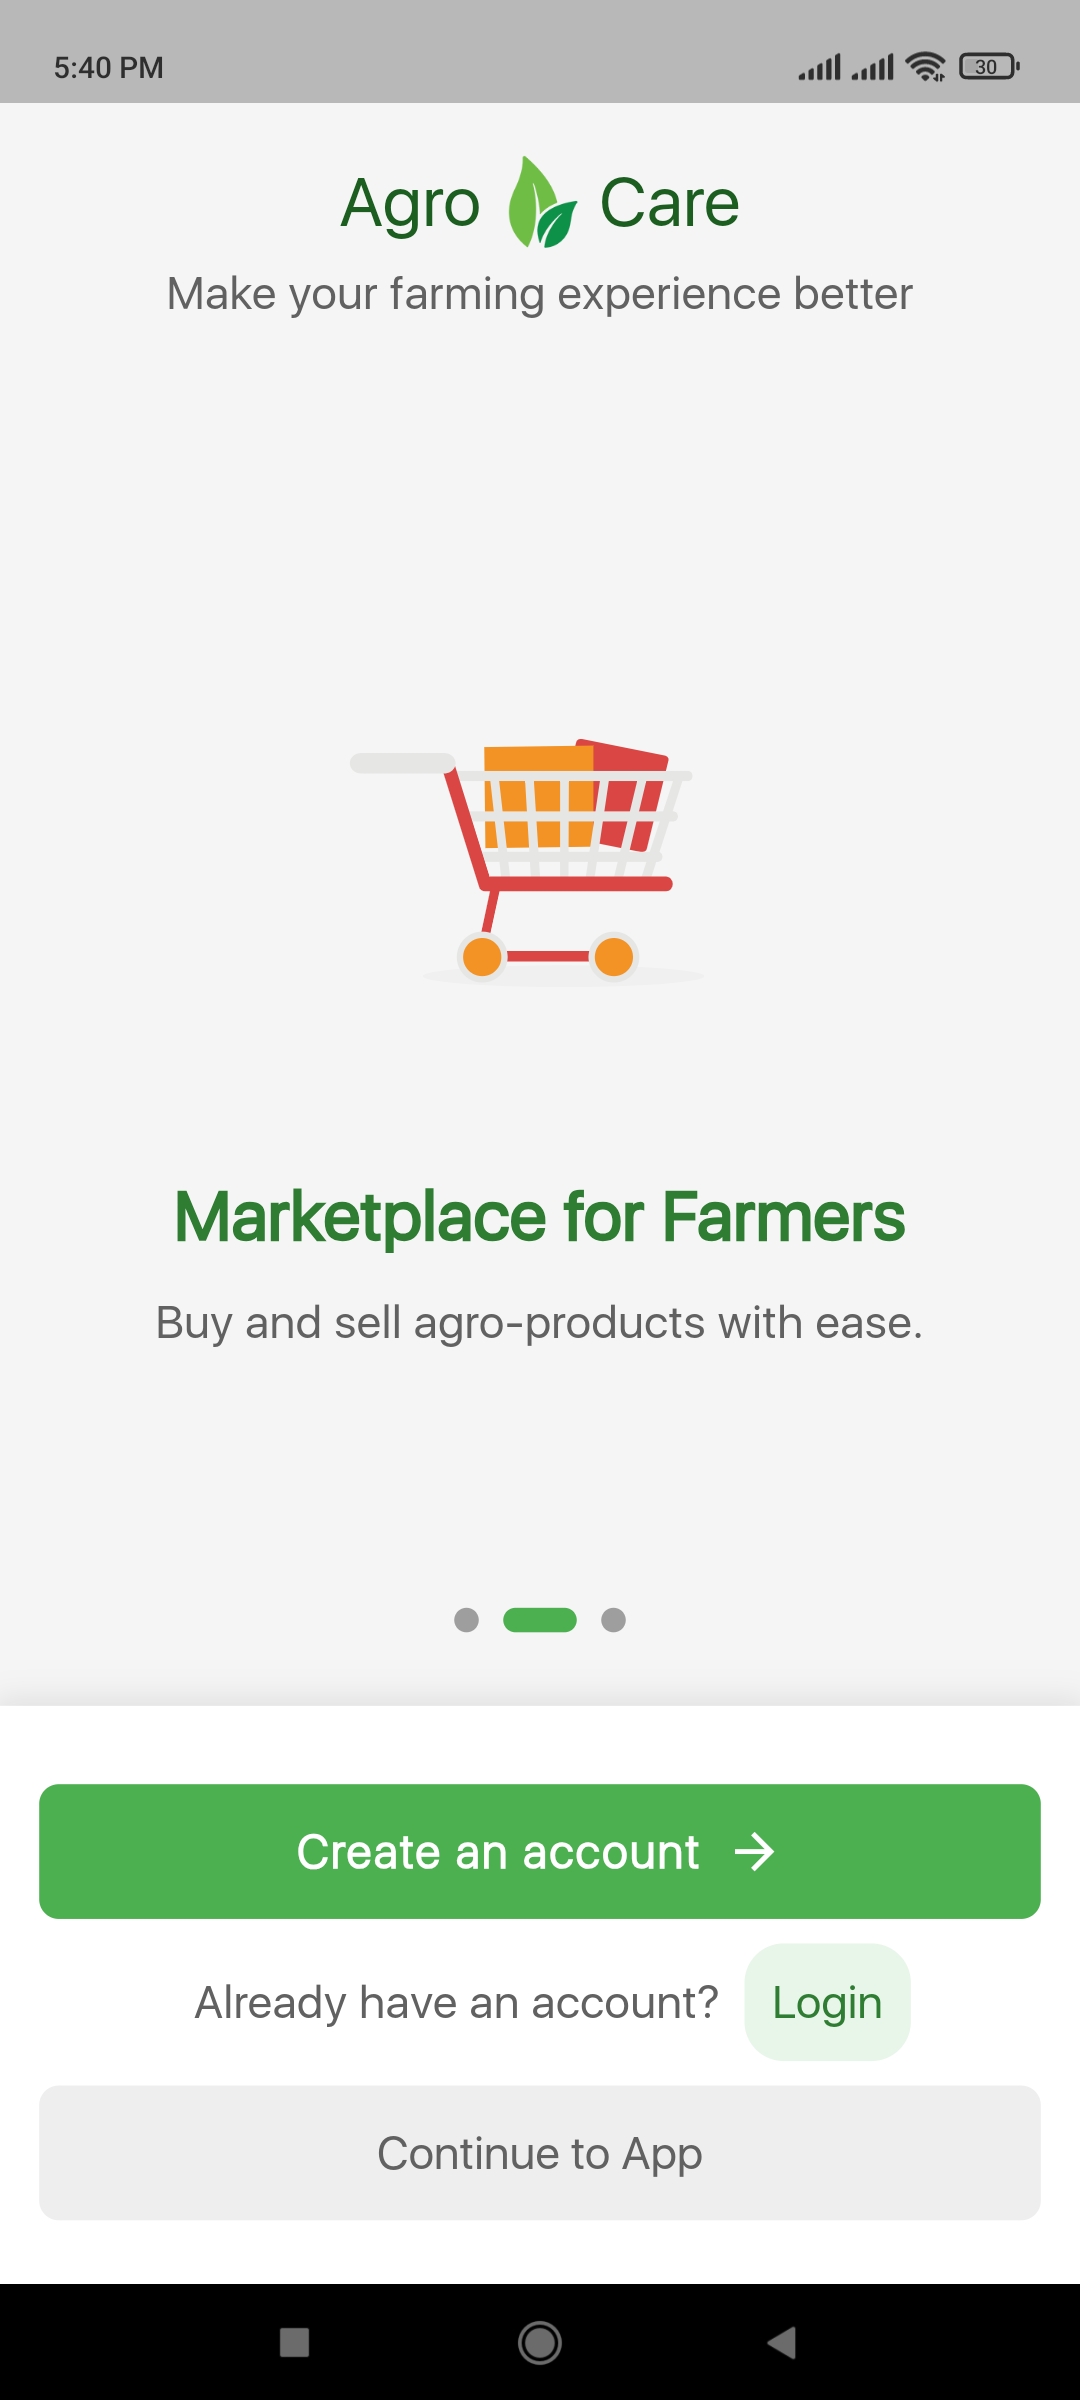 5:40 PM
30
Agro Care
Make your farming experience better
Marketplace for Farmers
Buy and sell agro-products with ease.
Create an account
Already have an account? Login
Continue to App